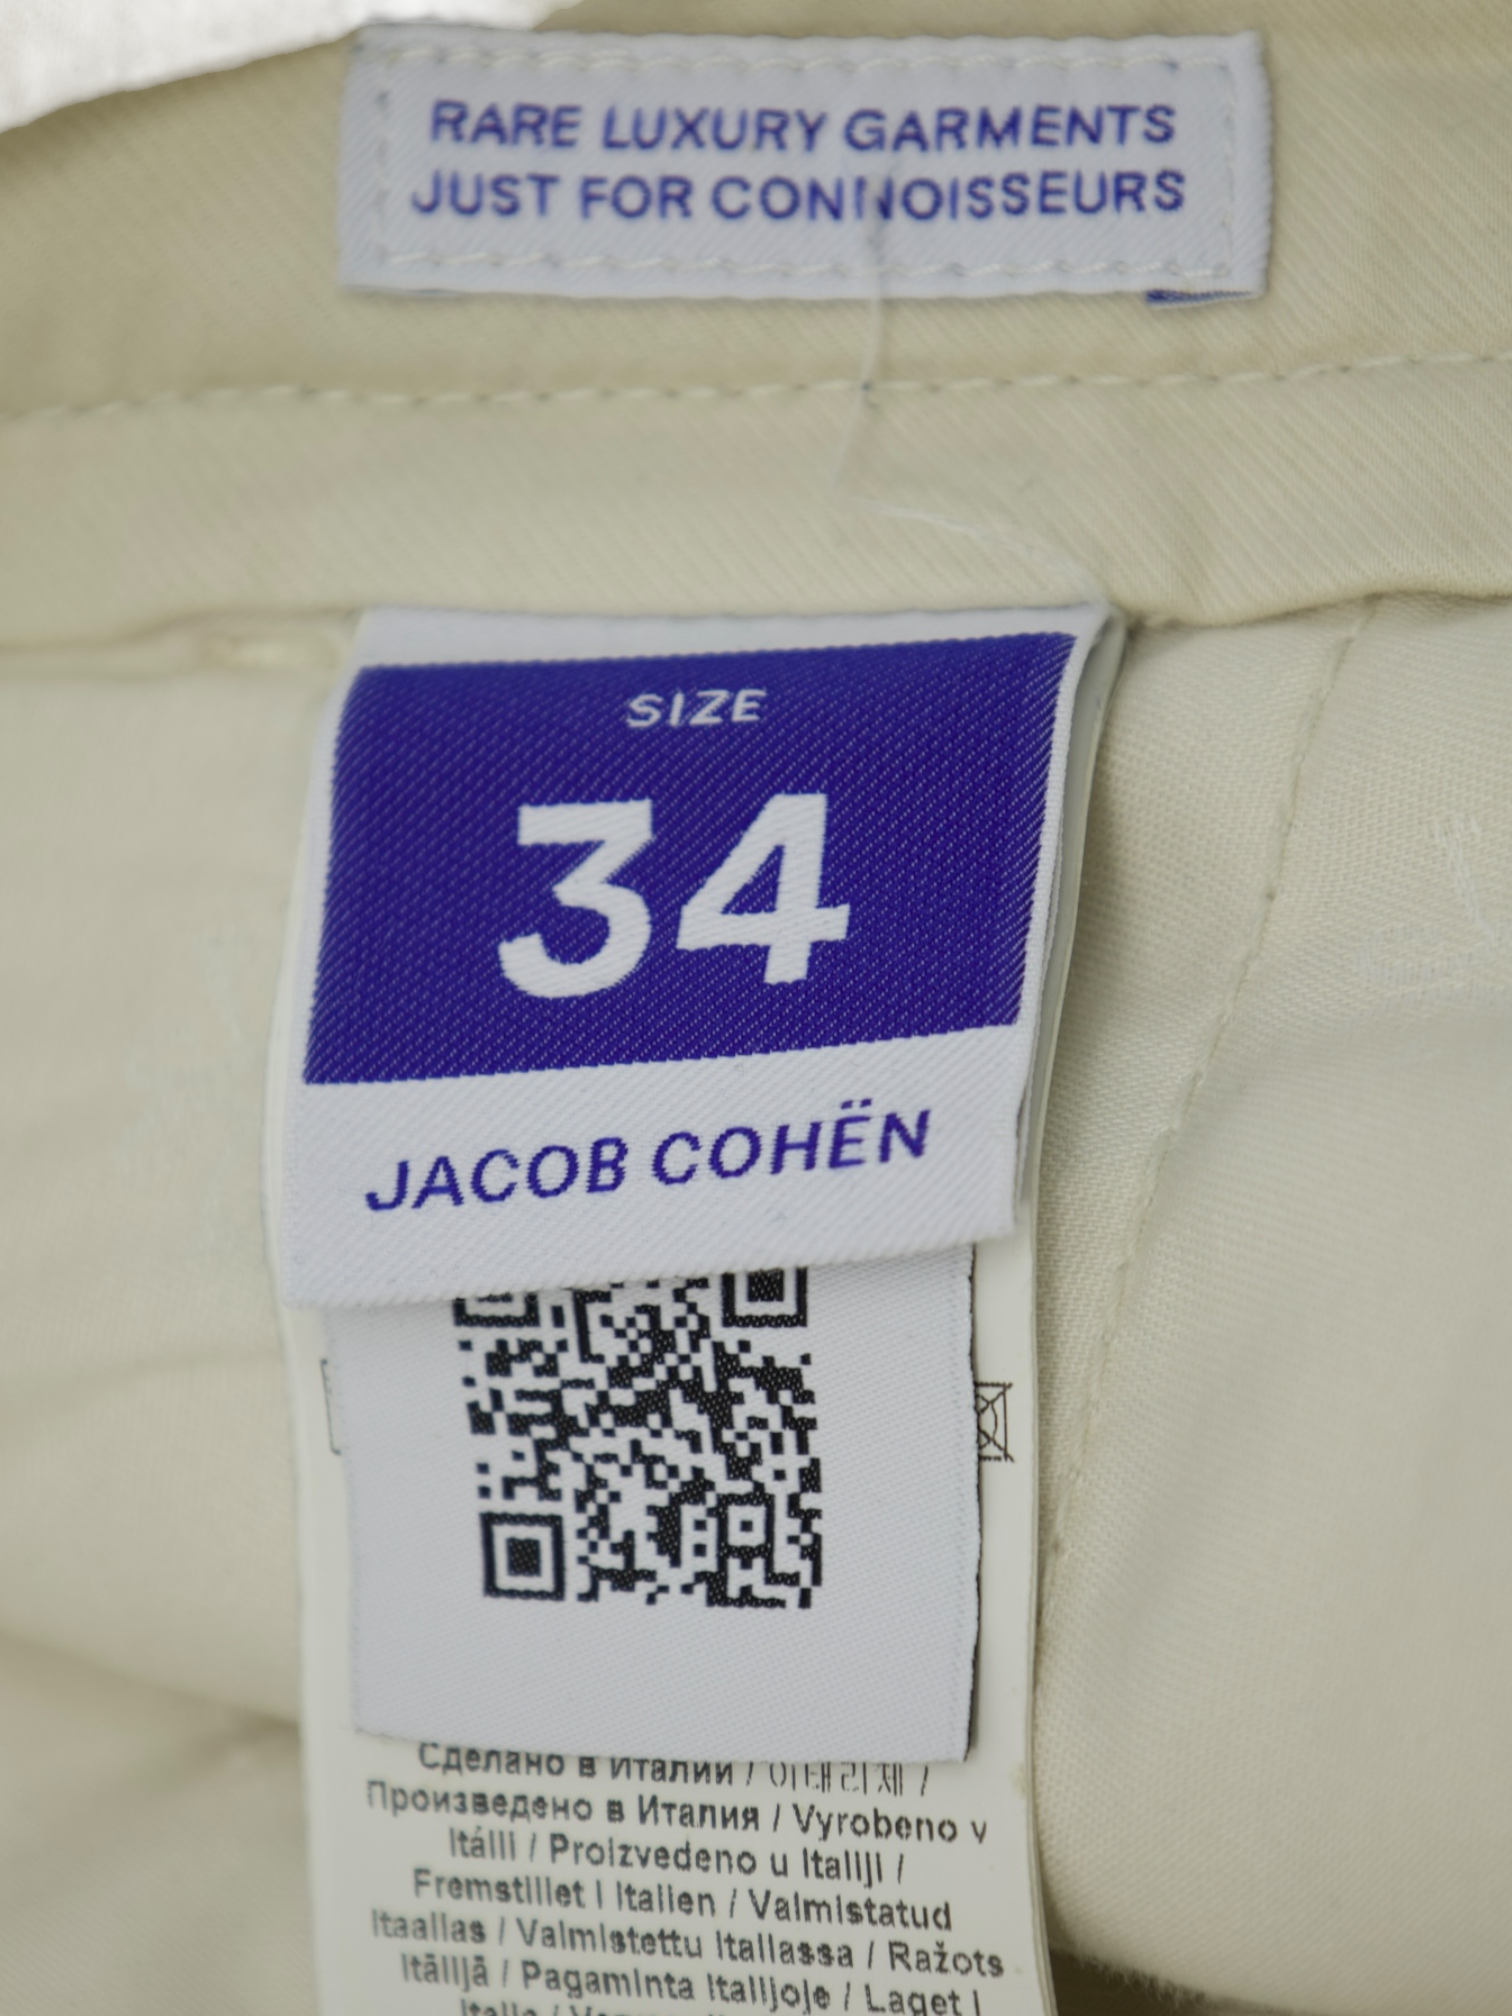 RARE LUXURY GARMENTS
JUST FOR CONNOISSEURS
SIZE
34
JACOB COHËN
Сделано в Италии / 이태리제 /
Произведено в Италия / Vyrobeno v
Itálii / Proizvedeno u Italiji /
Fremstillet i Italien / Valmistatud
Itaalias / Valmistettu Italiassa / Ražots
Itālijā / Pagaminta Italijoje / Laget i
Italia /